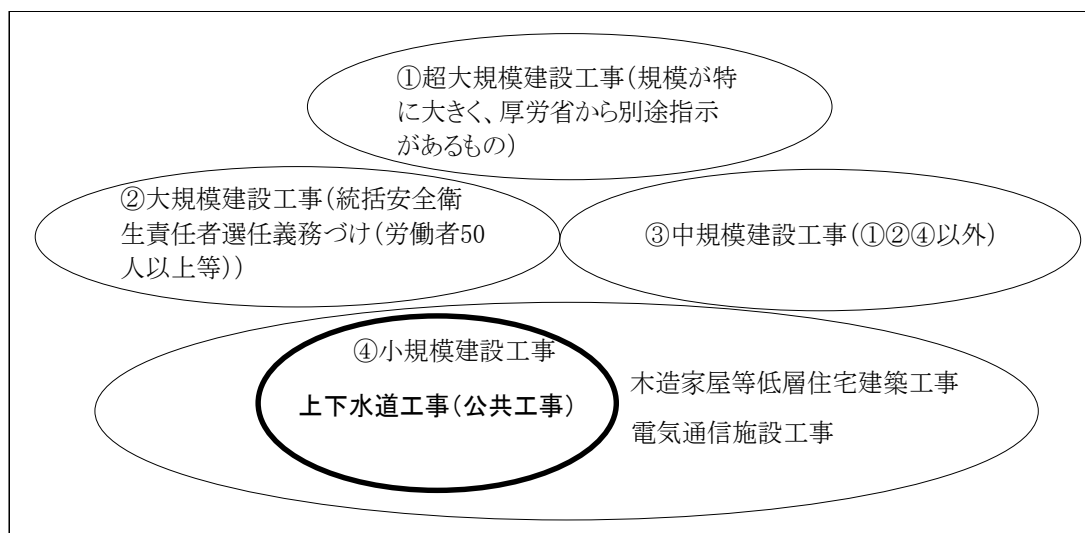 ①超大規模建設工事(規模が特
に大きく、厚労省から別途指示
があるもの)
②大規模建設工事(統括安全衛
生責任者選任義務づけ(労働者50
人以上等))
③中規模建設工事(①②④以外)
④小規模建設工事
上下水道工事(公共工事)
木造家屋等低層住宅建築工事
電気通信施設工事